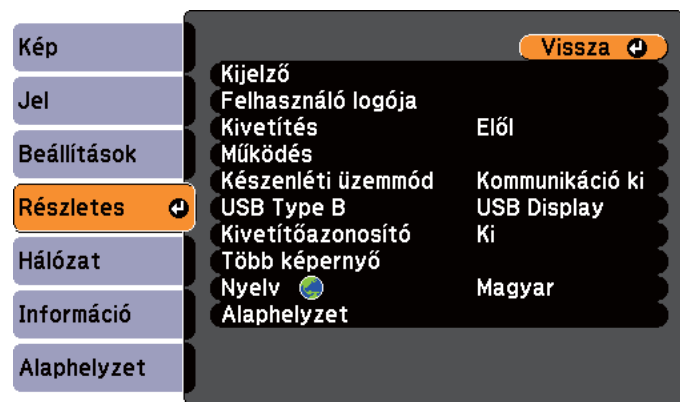 Kép
Jel
Beállítások
Részletes
Hálózat
Információ
Alaphelyzet
Vissza
Kijelző
Felhasználó logója
Kivetítés Elől
Működés
Készenléti üzemmód Kommunikáció ki
USB Type B USB Display
Kivetítőazonosító Ki
Több képernyő
Nyelv Magyar
Alaphelyzet